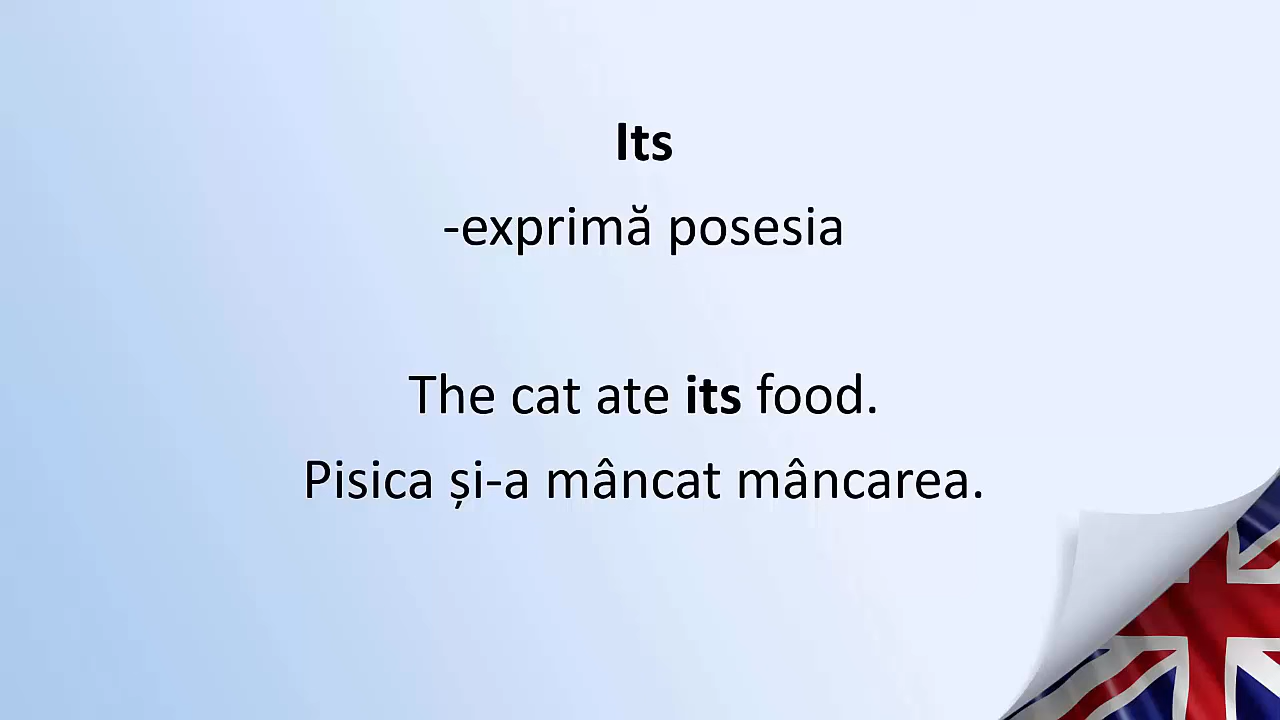 Its
-exprimă posesia
The cat ate its food.
Pisica și-a mâncat mâncarea.